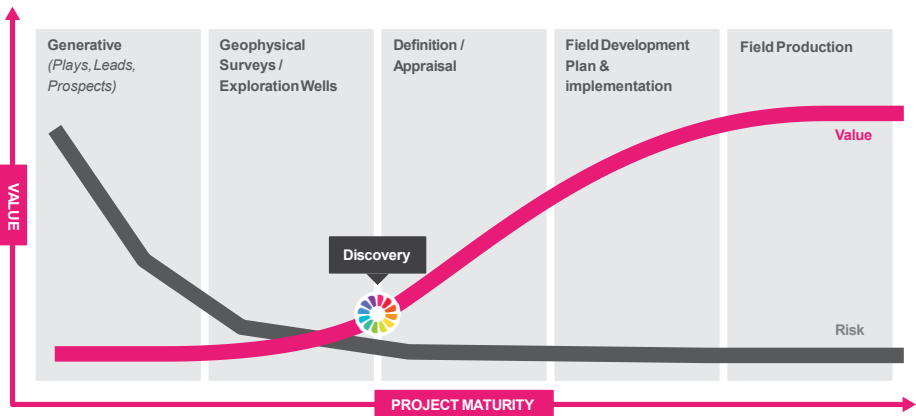 Generative
(Plays, Leads,
Prospects)
Geophysical
Surveys /
Exploration Wells
Definition /
Appraisal
Field Development
Plan &
implementation
Field Production
Value
VALUE
Discovery
Risk
PROJECT MATURITY